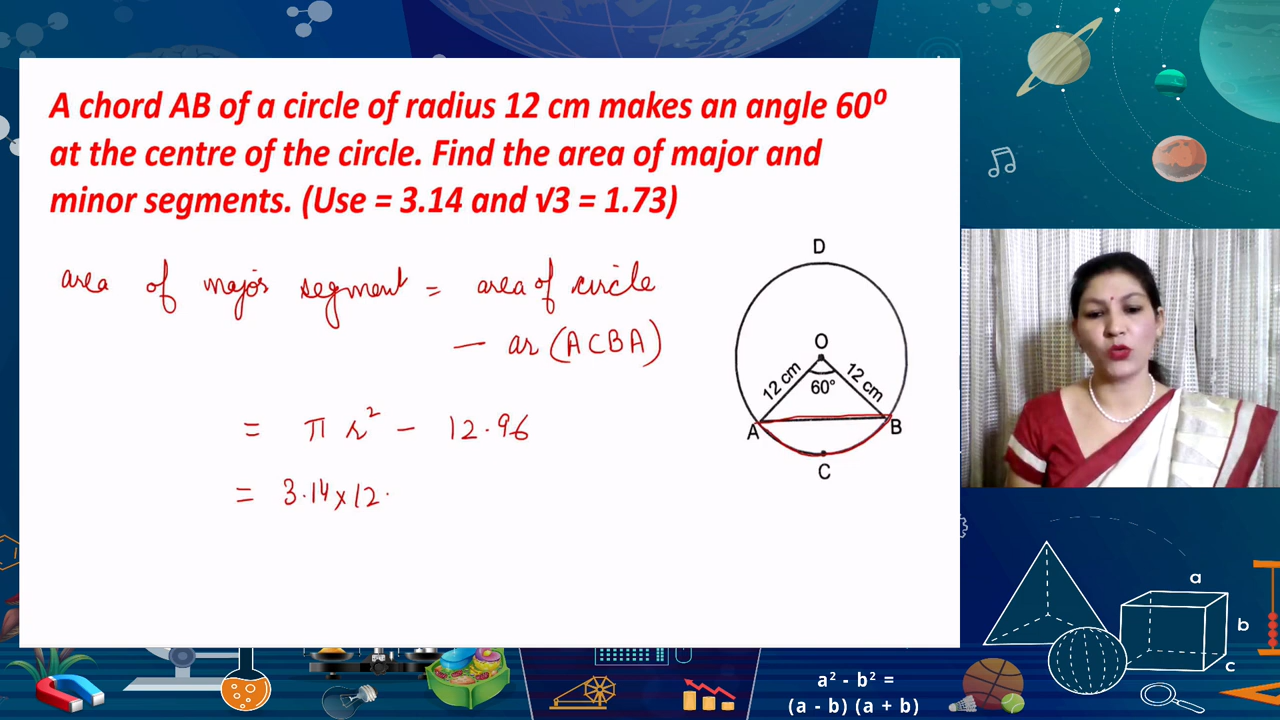 A chord AB of a circle of radius 12 cm makes an angle 60⁰
at the centre of the circle. Find the area of major and
minor segments. (Use = 3.14 and √3 = 1.73)
area of major segment = area of circle
— ar (ACBA)
= π r² − 12.96
= 3.14 × 12.
D
O
12 cm
12 cm
60°
A
B
C
a
b
c
a² - b² =
(a - b) (a + b)